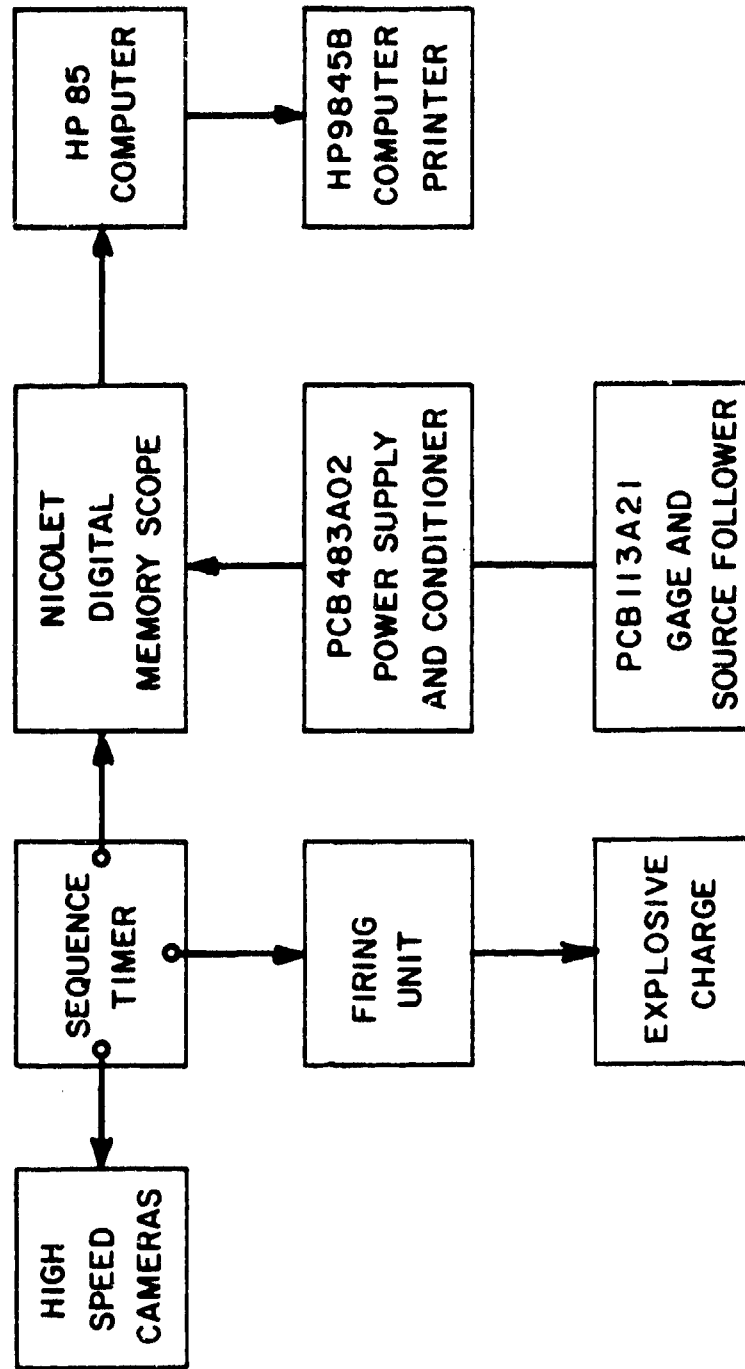 HIGH
SPEED
CAMERAS
SEQUENCE
TIMER
NICOLET
DIGITAL
MEMORY SCOPE
HP 85
COMPUTER
FIRING
UNIT
PCB483A02
POWER SUPPLY
AND CONDITIONER
HP9845B
COMPUTER
PRINTER
EXPLOSIVE
CHARGE
PCB113A21
GAGE AND
SOURCE FOLLOWER